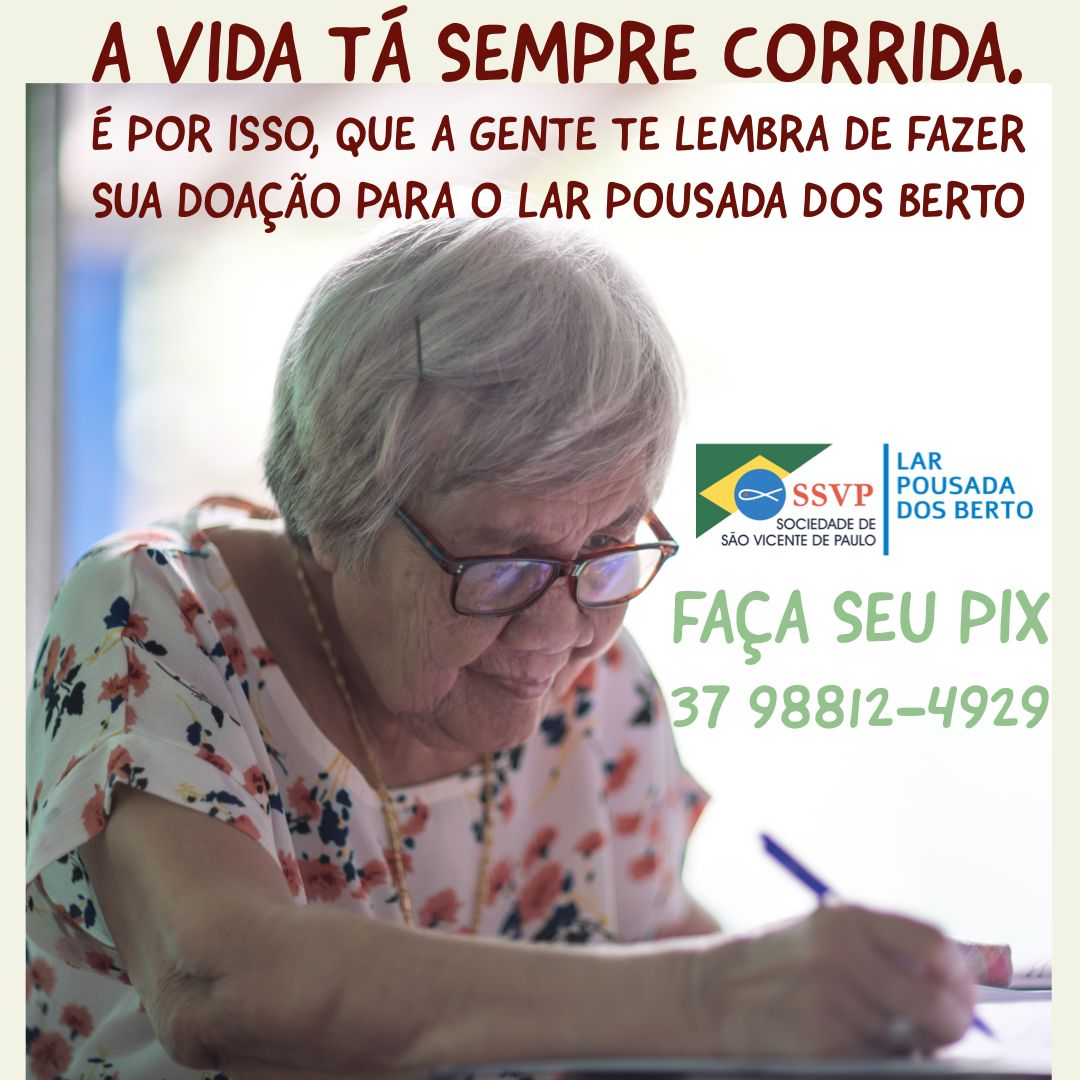 A VIDA TÁ SEMPRE CORRIDA.
É POR ISSO, QUE A GENTE TE LEMBRA DE FAZER
SUA DOAÇÃO PARA O LAR POUSADA DOS BERTO
SSVP
SOCIEDADE DE
SÃO VICENTE DE PAULO
LAR
POUSADA
DOS BERTO
FAÇA SEU PIX
37 98812-4929